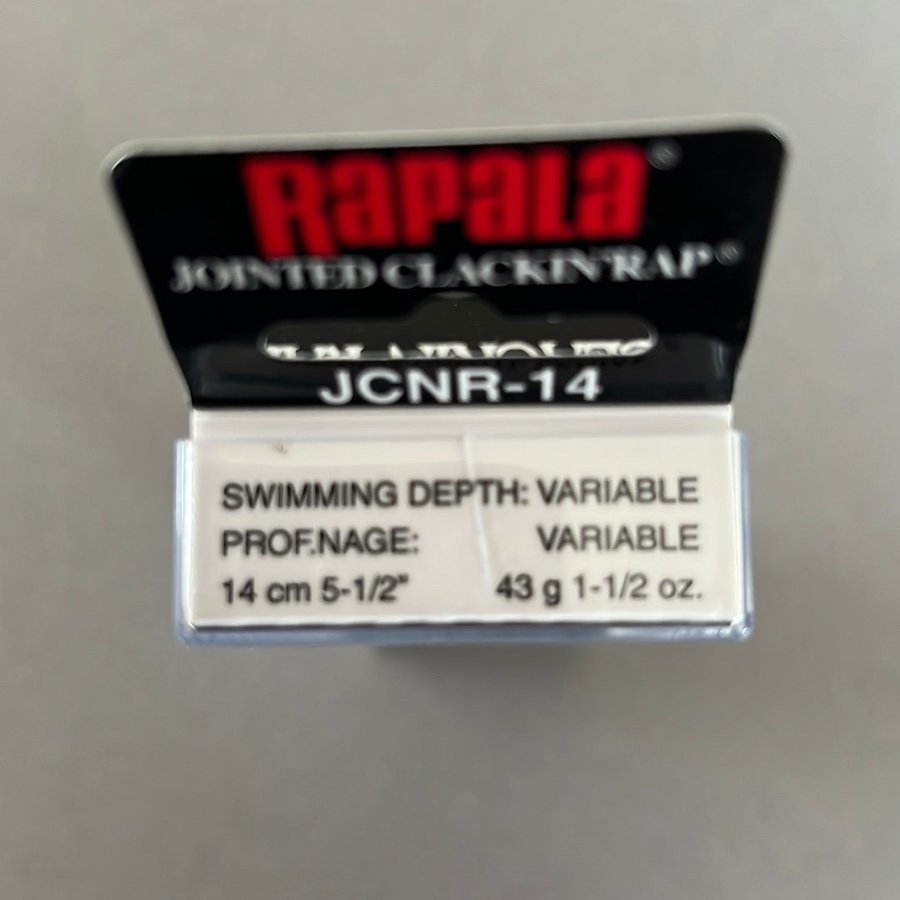 Rapala®
JOINTED CLACKIN'RAP®
JCNR-14
SWIMMING DEPTH: VARIABLE
PROF.NAGE: VARIABLE
14 cm 5-1/2" 43 g 1-1/2 oz.